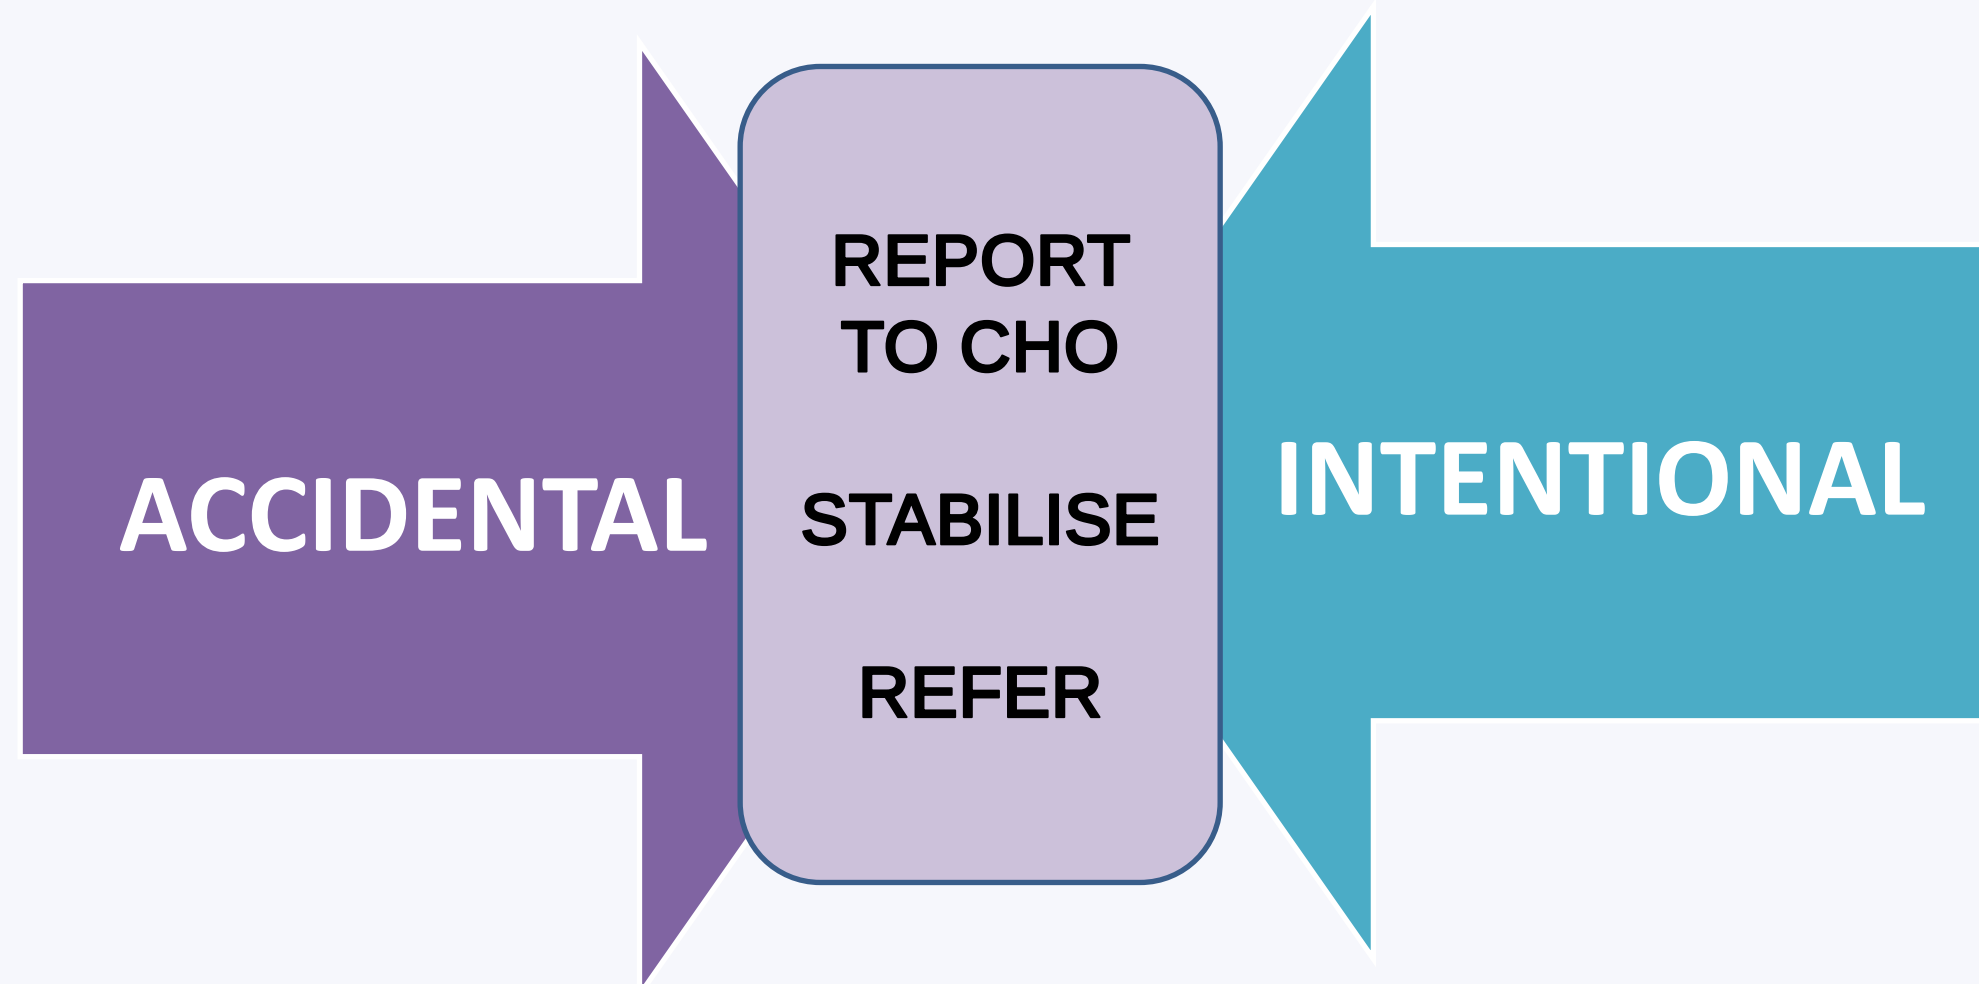 ACCIDENTAL
REPORT
TO CHO
STABILISE
REFER
INTENTIONAL